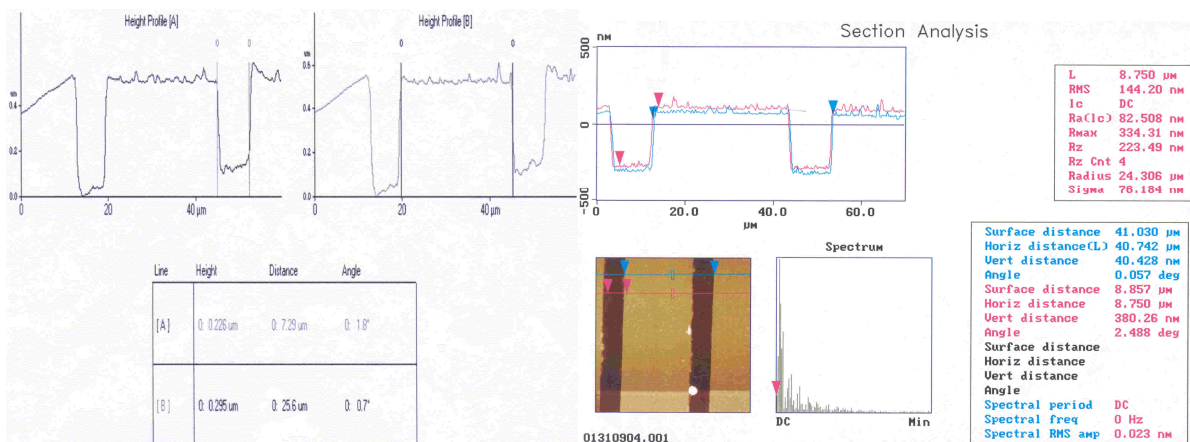 Height Profile [A]
0 0
um
0.4
0.2
0.0
0 20 40 µm
Height Profile [B]
0 0
um
0.6
0.4
0.2
0.0
0 20 40 µm
Line Height Distance Angle
[A] 0: 0.226 um 0: 7.29 um 0: 1.8°
[B] 0: 0.295 um 0: 25.6 um 0: 0.7°
Section Analysis
nM
500
0
-500
0 20.0 40.0 60.0
µM
L 8.750 µM
RMS 144.20 nM
lc DC
Ra(lc) 82.508 nM
Rmax 334.31 nM
Rz 223.49 nM
Rz Cnt 4
Radius 24.306 µM
Sigma 76.184 nM
Spectrum
DC Min
Surface distance 41.030 µM
Horiz distance(L) 40.742 µM
Vert distance 40.428 nM
Angle 0.057 deg
Surface distance 8.857 µM
Horiz distance 8.750 µM
Vert distance 380.26 nM
Angle 2.488 deg
Surface distance
Horiz distance
Vert distance
Angle
Spectral period DC
Spectral freq 0 Hz
Spectral RMS amp 0.023 nM
01310904.001